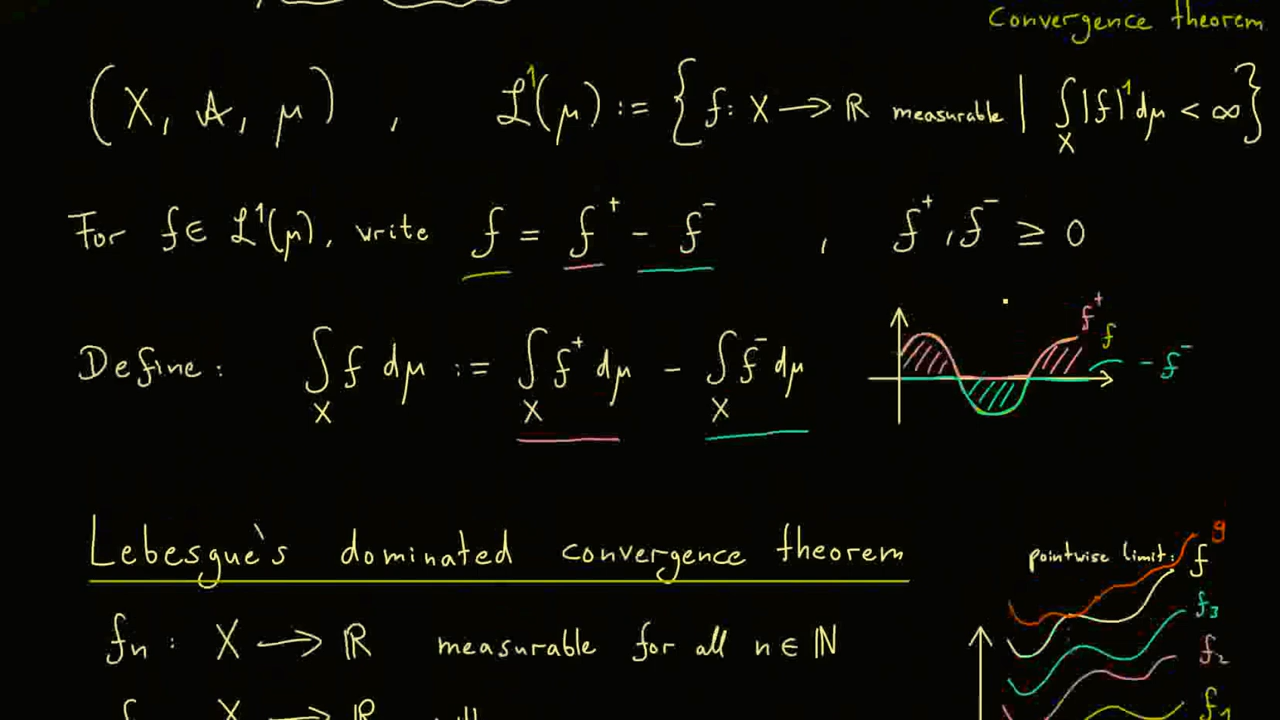 Convergence theorem
(X, 𝔸, μ) , 𝓛¹(μ) := { f: X → ℝ measurable | ∫_X |f|¹ dμ < ∞ }
For f ∈ 𝓛¹(μ), write f = f⁺ - f⁻ , f⁺, f⁻ ≥ 0
Define: ∫_X f dμ := ∫_X f⁺ dμ - ∫_X f⁻ dμ
f⁺
f
- f⁻
Lebesgue's dominated convergence theorem
pointwise limit: f
g
f₃
f₂
f₁
fₙ : X → ℝ measurable for all n ∈ ℕ